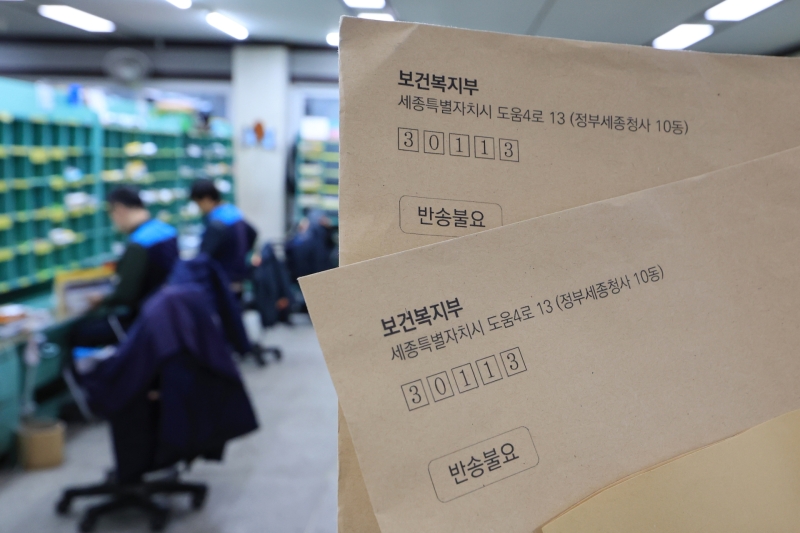 보건복지부
세종특별자치시 도움4로 13 (정부세종청사 10동)
30113
반송불요
보건복지부
세종특별자치시 도움4로 13 (정부세종청사 10동)
30113
반송불요